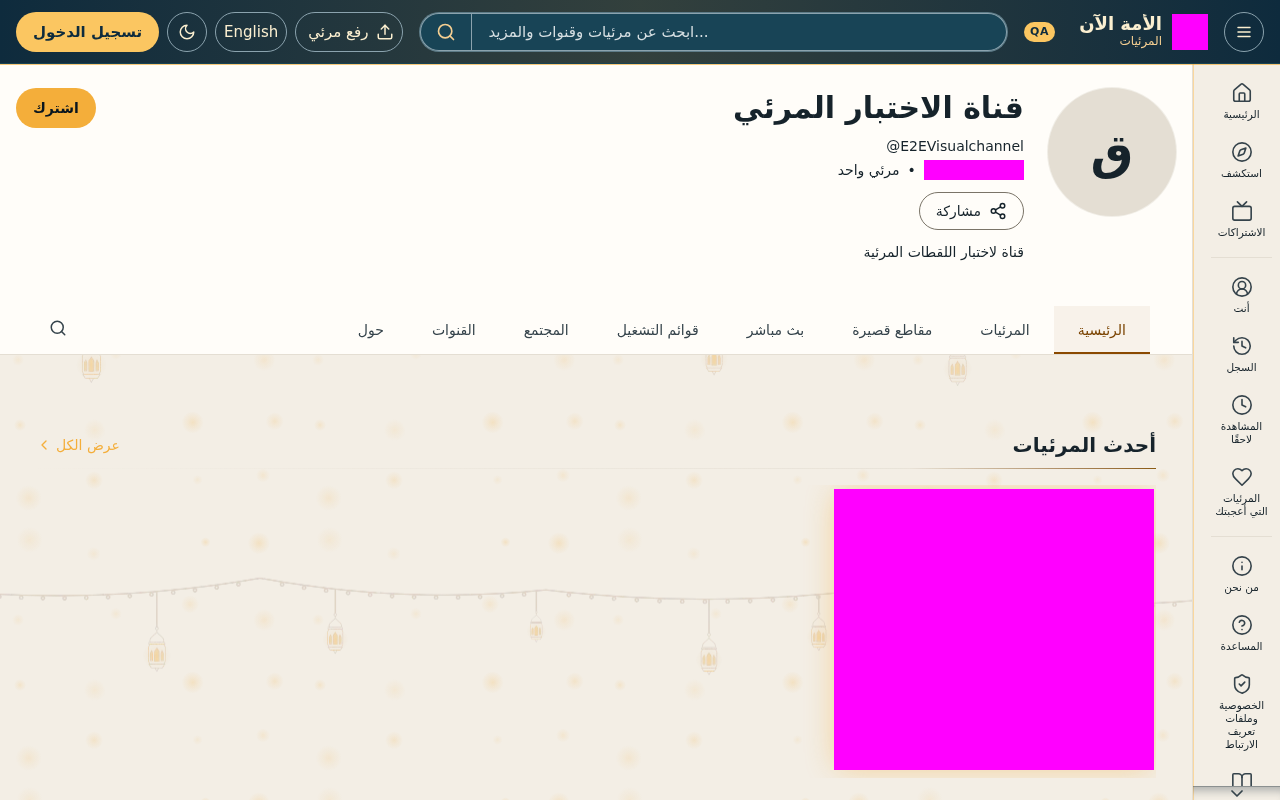 الأمة الآن
المرئيات
QA
ابحث عن مرئيات وقنوات والمزيد...
رفع مرئي
English
تسجيل الدخول
الرئيسية
استكشف
الاشتراكات
أنت
السجل
المشاهدة
لاحقًا
المرئيات
التي أعجبتك
من نحن
المساعدة
الخصوصية
وملفات
تعريف
الارتباط
ق
قناة الاختبار المرئي
@E2EVisualchannel
• مرئي واحد
مشاركة
قناة لاختبار اللقطات المرئية
اشترك
الرئيسية
المرئيات
مقاطع قصيرة
بث مباشر
قوائم التشغيل
المجتمع
القنوات
حول
أحدث المرئيات
عرض الكل